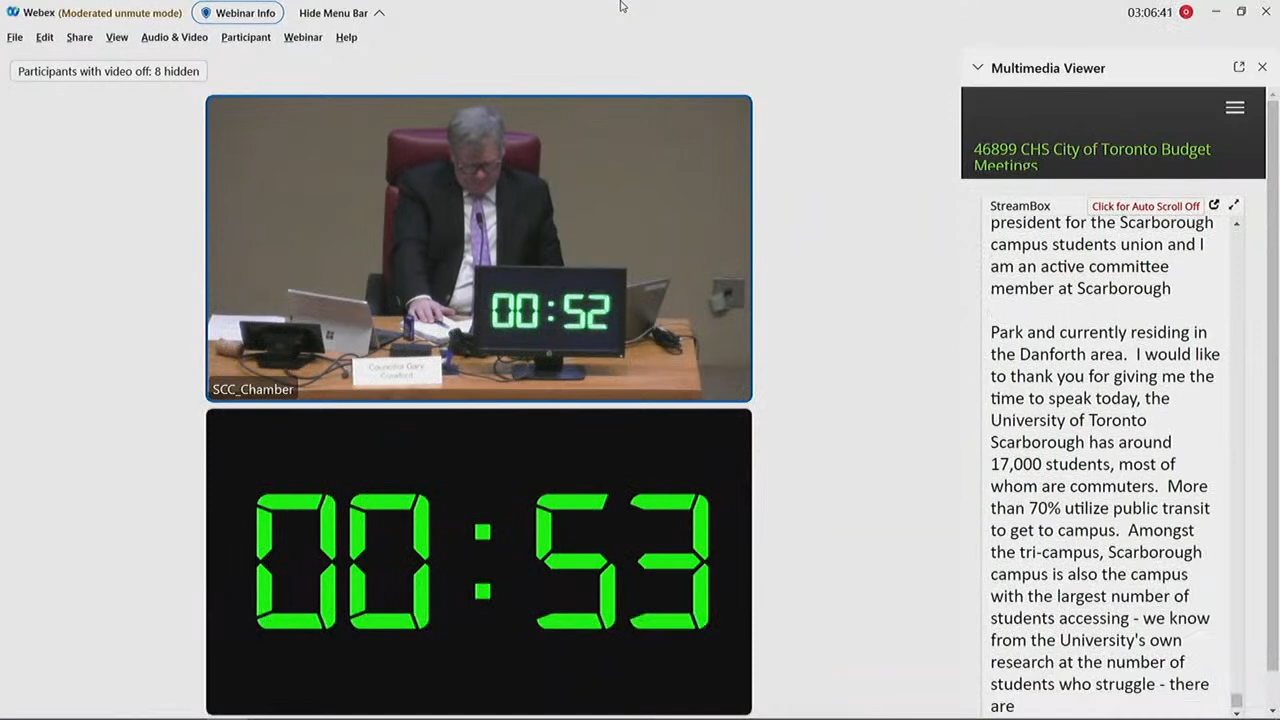 Webex (Moderated unmute mode) Webinar Info Hide Menu Bar 03:06:41
File Edit Share View Audio & Video Participant Webinar Help
Participants with video off: 8 hidden
00:52
Councillor Gary
Crawford
SCC_Chamber
00:53
Multimedia Viewer
46899 CHS City of Toronto Budget
Meetings
StreamBox Click for Auto Scroll Off
president for the Scarborough
campus students union and I
am an active committee
member at Scarborough
Park and currently residing in
the Danforth area. I would like
to thank you for giving me the
time to speak today, the
University of Toronto
Scarborough has around
17,000 students, most of
whom are commuters. More
than 70% utilize public transit
to get to campus. Amongst
the tri-campus, Scarborough
campus is also the campus
with the largest number of
students accessing - we know
from the University's own
research at the number of
students who struggle - there
are